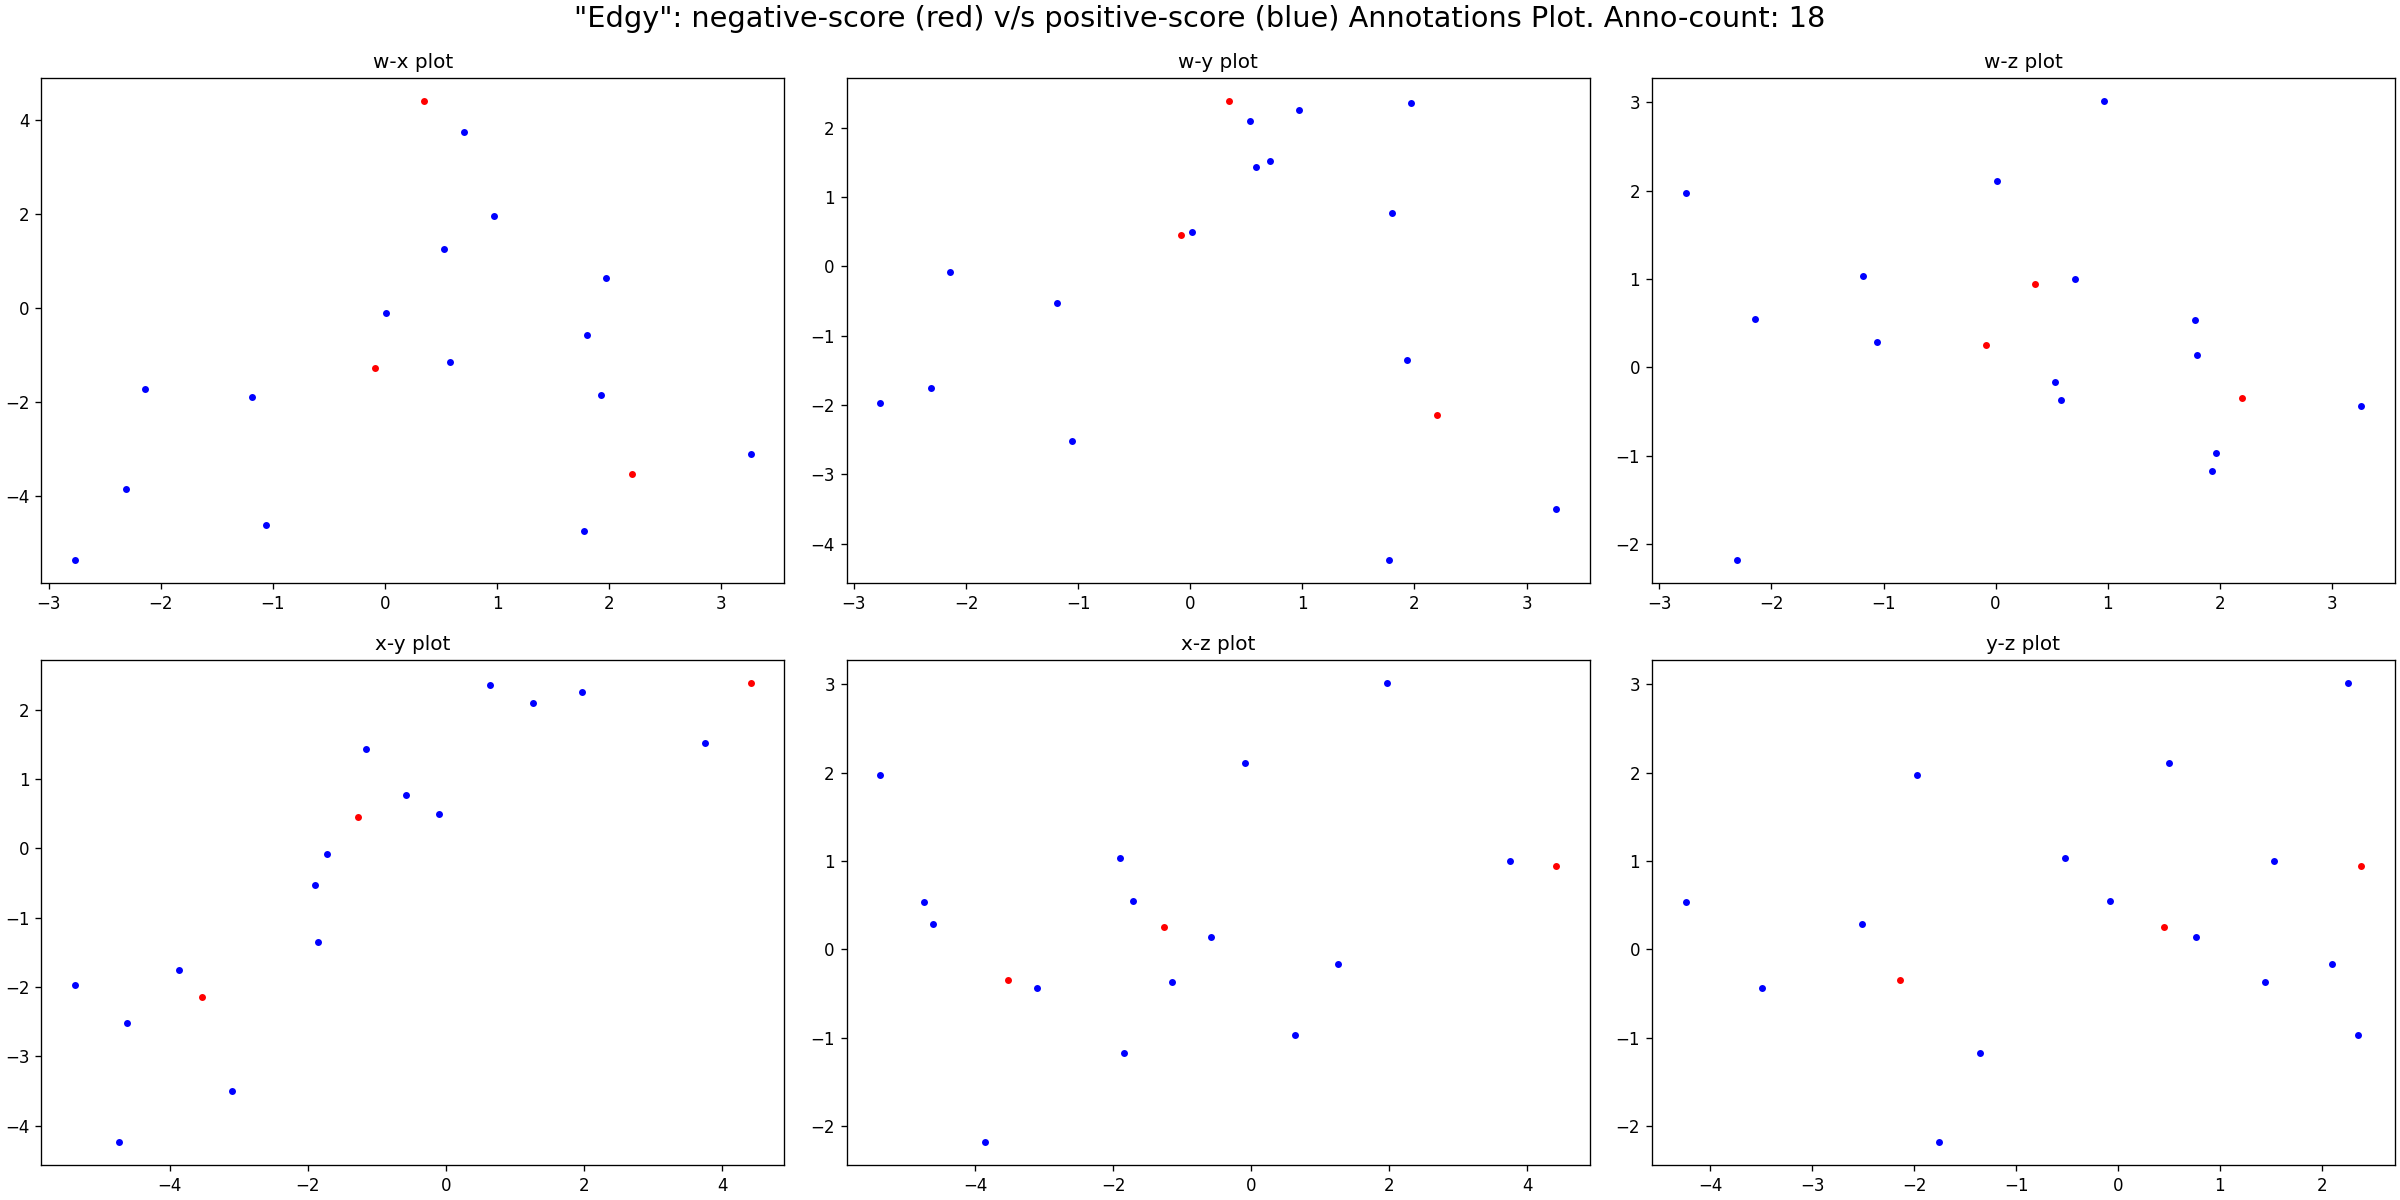 "Edgy": negative-score (red) v/s positive-score (blue) Annotations Plot. Anno-count: 18
w-x plot
4
2
0
−2
−4
−3 −2 −1 0 1 2 3
w-y plot
2
1
0
−1
−2
−3
−4
−3 −2 −1 0 1 2 3
w-z plot
3
2
1
0
−1
−2
−3 −2 −1 0 1 2 3
x-y plot
2
1
0
−1
−2
−3
−4
−4 −2 0 2 4
x-z plot
3
2
1
0
−1
−2
−4 −2 0 2 4
y-z plot
3
2
1
0
−1
−2
−4 −3 −2 −1 0 1 2